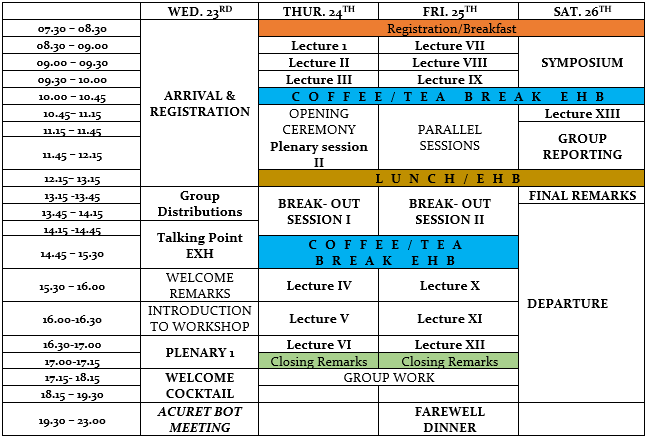 WED. 23RD THUR. 24TH FRI. 25TH SAT. 26TH
07.30 – 08.30 Registration/Breakfast
08.30 – 09.00 Lecture 1 Lecture VII
09.00 – 09.30 Lecture II Lecture VIII SYMPOSIUM
09.30 – 10.00 Lecture III Lecture IX
10.00 – 10.45 ARRIVAL & COFFEE/TEA BREAK EHB
10.45– 11.15 REGISTRATION OPENING Lecture XIII
11.15 – 11.45 CEREMONY PARALLEL GROUP
11.45 – 12.15 Plenary session SESSIONS REPORTING
II
12.15– 13.15 LUNCH/EHB
13.15 -13.45 Group BREAK- OUT BREAK- OUT FINAL REMARKS
13.45 – 14.15 Distributions SESSION I SESSION II
14.15 -14.45 Talking Point
14.45 – 15.30 EXH COFFEE/TEA
BREAK EHB
15.30 – 16.00 WELCOME Lecture IV Lecture X
REMARKS DEPARTURE
16.00-16.30 INTRODUCTION Lecture V Lecture XI
TO WORKSHOP
16.30-17.00 PLENARY 1 Lecture VI Lecture XII
17.00-17.15 Closing Remarks Closing Remarks
17.15- 18.15 WELCOME GROUP WORK
18.15 – 19.30 COCKTAIL
19.30 – 23.00 ACURET BOT FAREWELL
MEETING DINNER